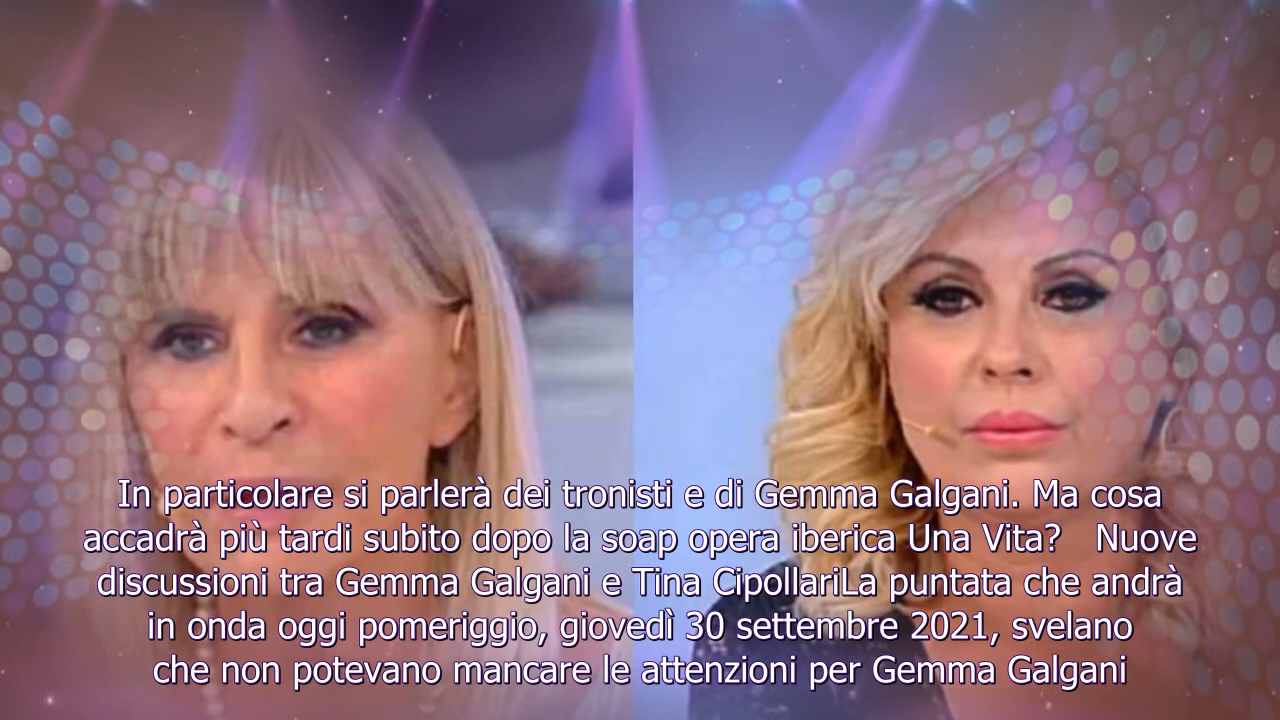 In particolare si parlerà dei tronisti e di Gemma Galgani. Ma cosa
accadrà più tardi subito dopo la soap opera iberica Una Vita?   Nuove
discussioni tra Gemma Galgani e Tina CipollariLa puntata che andrà
in onda oggi pomeriggio, giovedì 30 settembre 2021, svelano
che non potevano mancare le attenzioni per Gemma Galgani